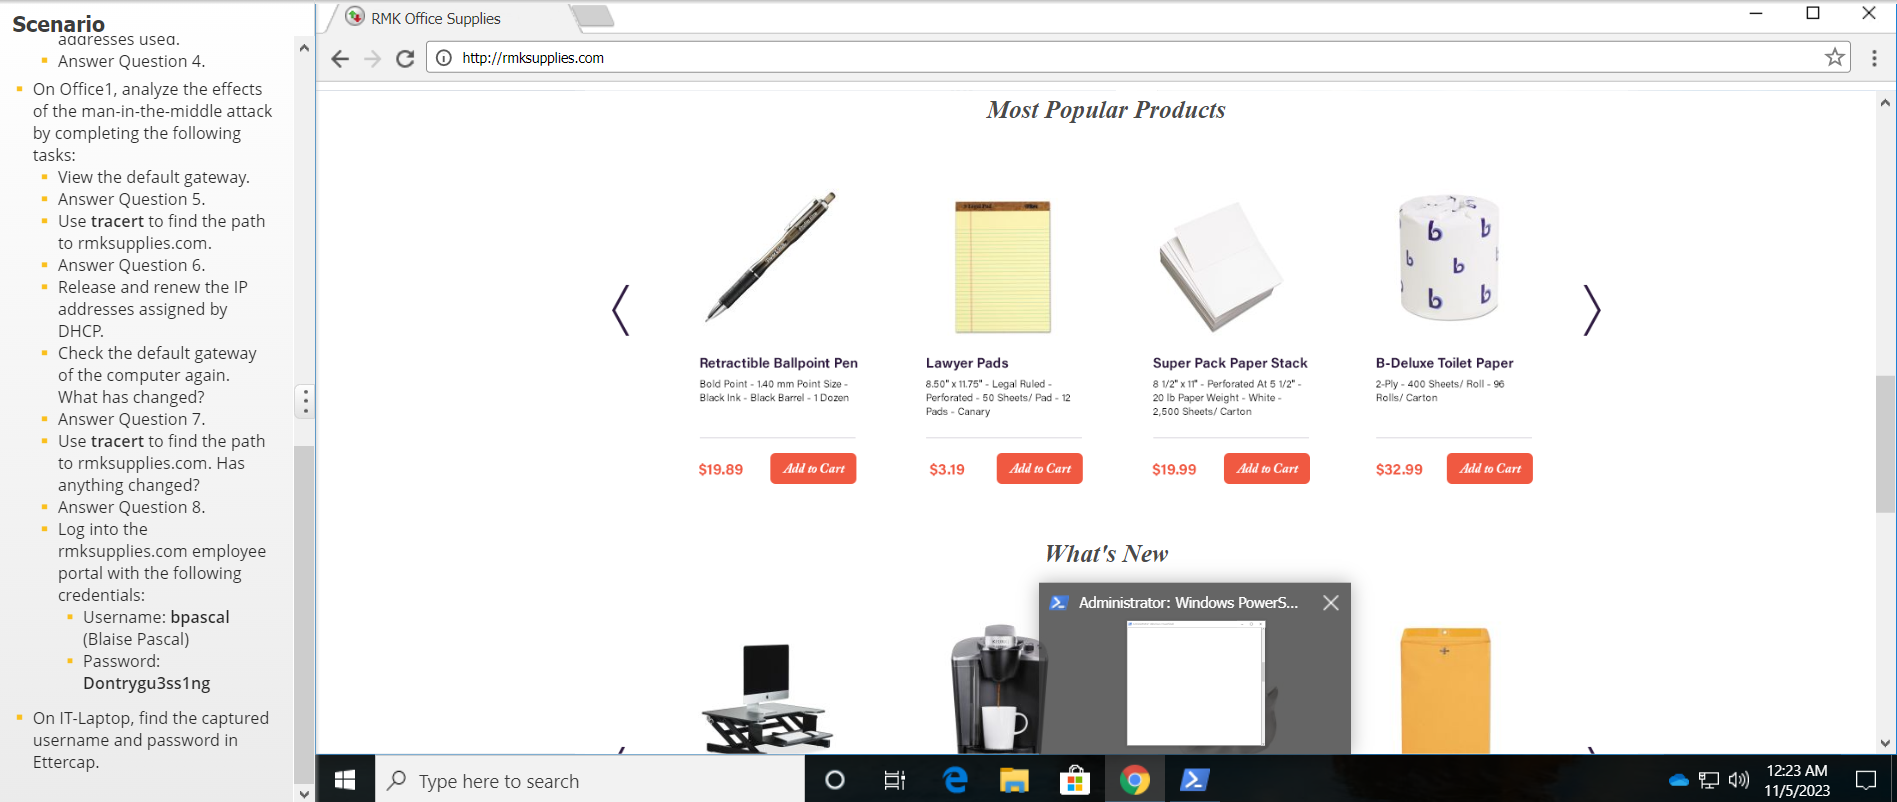 Scenario
addresses used.
Answer Question 4.
On Office1, analyze the effects
of the man-in-the-middle attack
by completing the following
tasks:
View the default gateway.
Answer Question 5.
Use tracert to find the path
to rmksupplies.com.
Answer Question 6.
Release and renew the IP
addresses assigned by
DHCP.
Check the default gateway
of the computer again.
What has changed?
Answer Question 7.
Use tracert to find the path
to rmksupplies.com. Has
anything changed?
Answer Question 8.
Log into the
rmksupplies.com employee
portal with the following
credentials:
Username: bpascal
(Blaise Pascal)
Password:
Dontrygu3ss1ng
On IT-Laptop, find the captured
username and password in
Ettercap.
RMK Office Supplies
http://rmksupplies.com
Most Popular Products
Retractible Ballpoint Pen
Bold Point - 1.40 mm Point Size -
Black Ink - Black Barrel - 1 Dozen
$19.89
Add to Cart
Lawyer Pads
8.50" x 11.75" - Legal Ruled -
Perforated - 50 Sheets/ Pad - 12
Pads - Canary
$3.19
Add to Cart
Super Pack Paper Stack
8 1/2" x 11" - Perforated At 5 1/2" -
20 lb Paper Weight - White -
2,500 Sheets/ Carton
$19.99
Add to Cart
b
b
b
b
b
b
B-Deluxe Toilet Paper
2-Ply - 400 Sheets/ Roll - 96
Rolls/ Carton
$32.99
Add to Cart
What's New
Administrator: Windows PowerS...
Type here to search
12:23 AM
11/5/2023